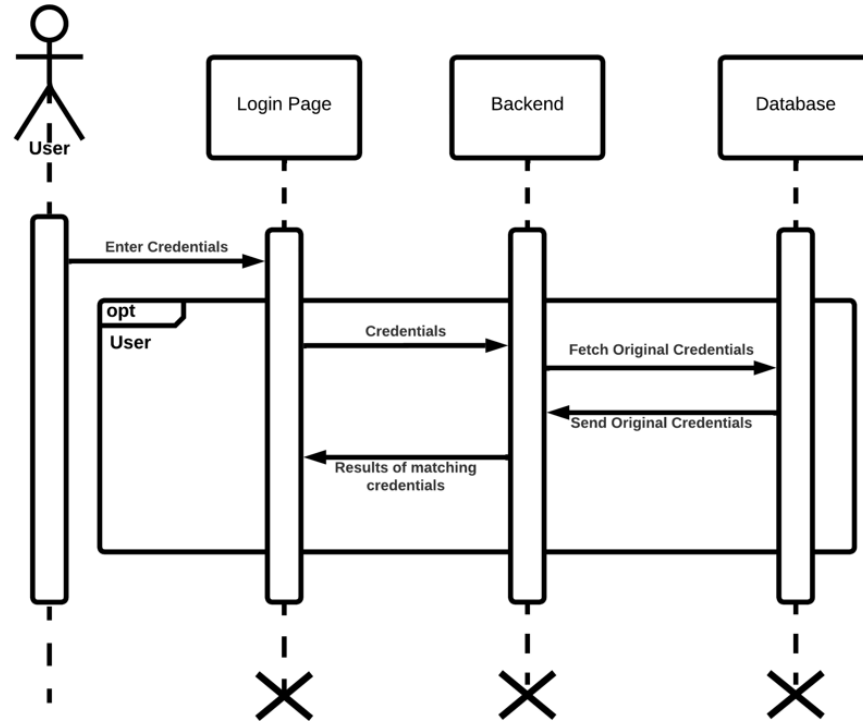 Login Page
Backend
Database
User
Enter Credentials
opt
User
Credentials
Fetch Original Credentials
Send Original Credentials
Results of matching
credentials